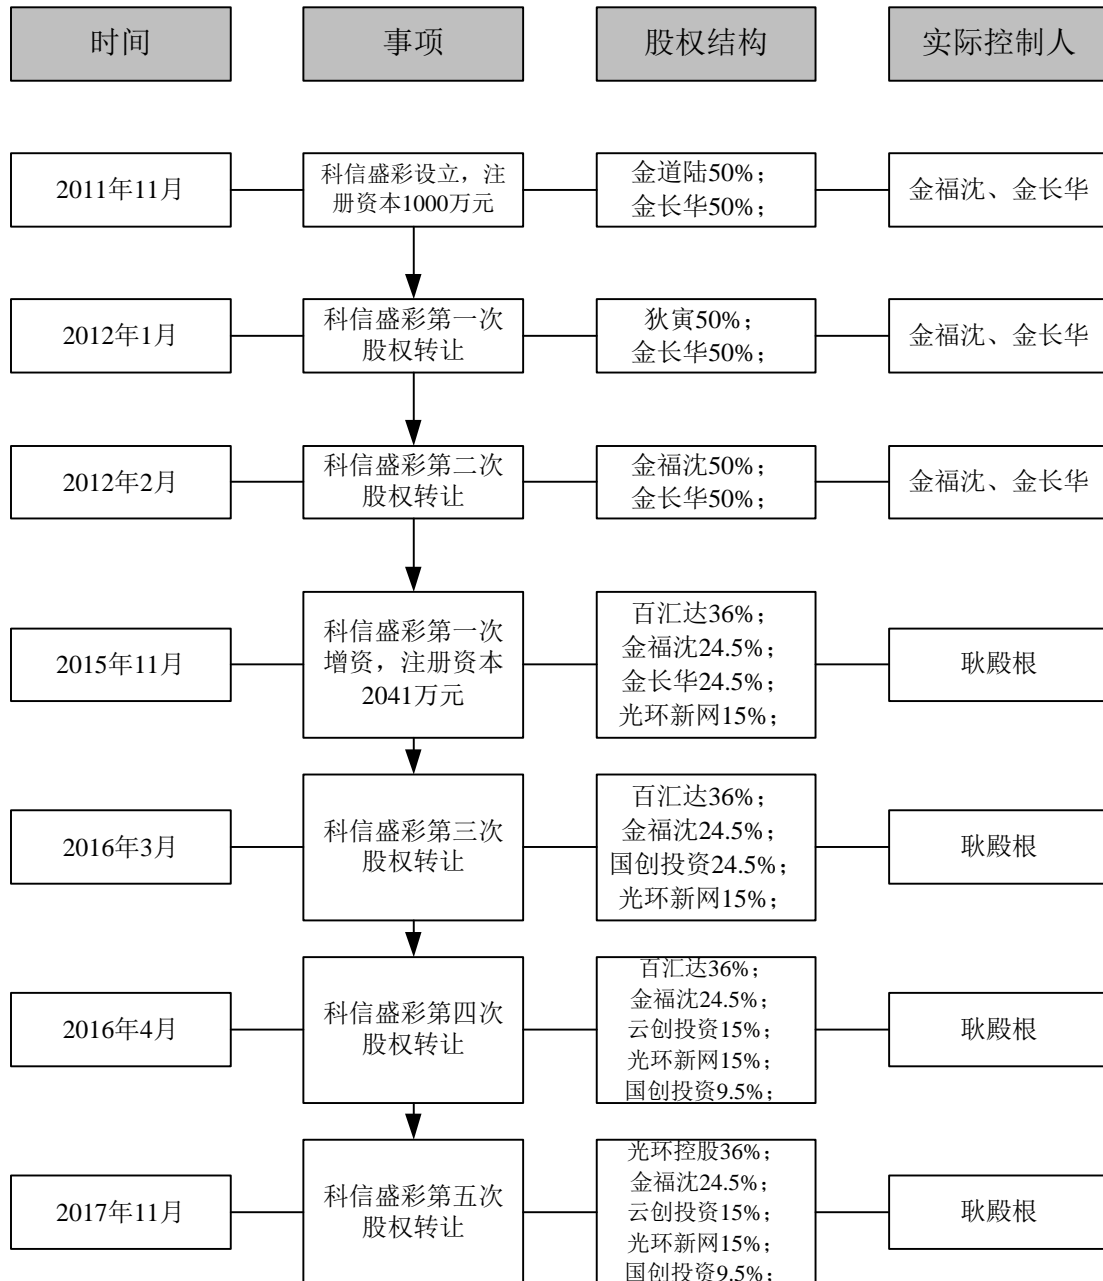 时间
事项
股权结构
实际控制人
2011年11月
科信盛彩设立，注
册资本1000万元
金道陆50%；
金长华50%；
金福沈、金长华
2012年1月
科信盛彩第一次
股权转让
狄寅50%；
金长华50%；
金福沈、金长华
2012年2月
科信盛彩第二次
股权转让
金福沈50%；
金长华50%；
金福沈、金长华
2015年11月
科信盛彩第一次
增资，注册资本
2041万元
百汇达36%；
金福沈24.5%；
金长华24.5%；
光环新网15%；
耿殿根
2016年3月
科信盛彩第三次
股权转让
百汇达36%；
金福沈24.5%；
国创投资24.5%；
光环新网15%；
耿殿根
2016年4月
科信盛彩第四次
股权转让
百汇达36%；
金福沈24.5%；
云创投资15%；
光环新网15%；
国创投资9.5%；
耿殿根
2017年11月
科信盛彩第五次
股权转让
光环控股36%；
金福沈24.5%；
云创投资15%；
光环新网15%；
国创投资9.5%；
耿殿根